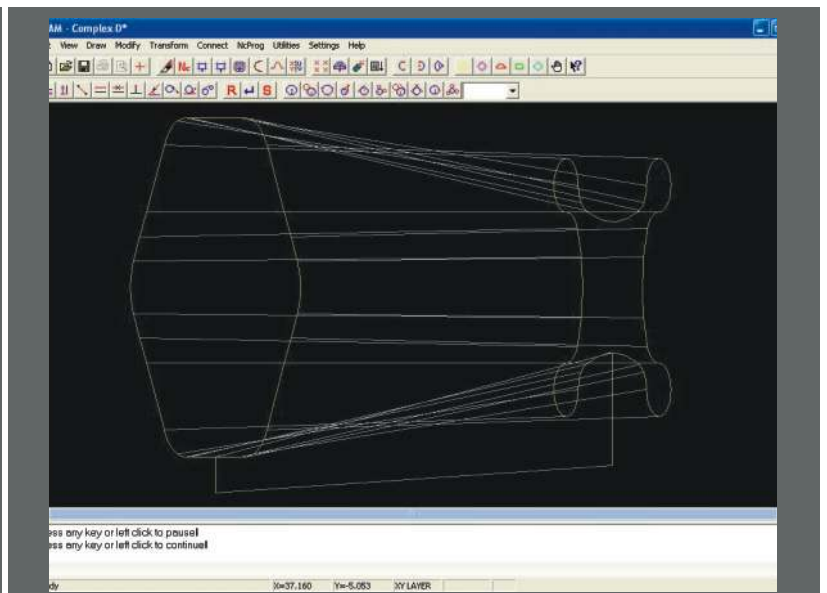 AM - Complex D*
View Draw Modify Transform Connect NcProg Utilities Settings Help
R S
ess any key or left click to pause!
ess any key or left click to continue!
dy X=37.160 Y=-5.053 XY LAYER